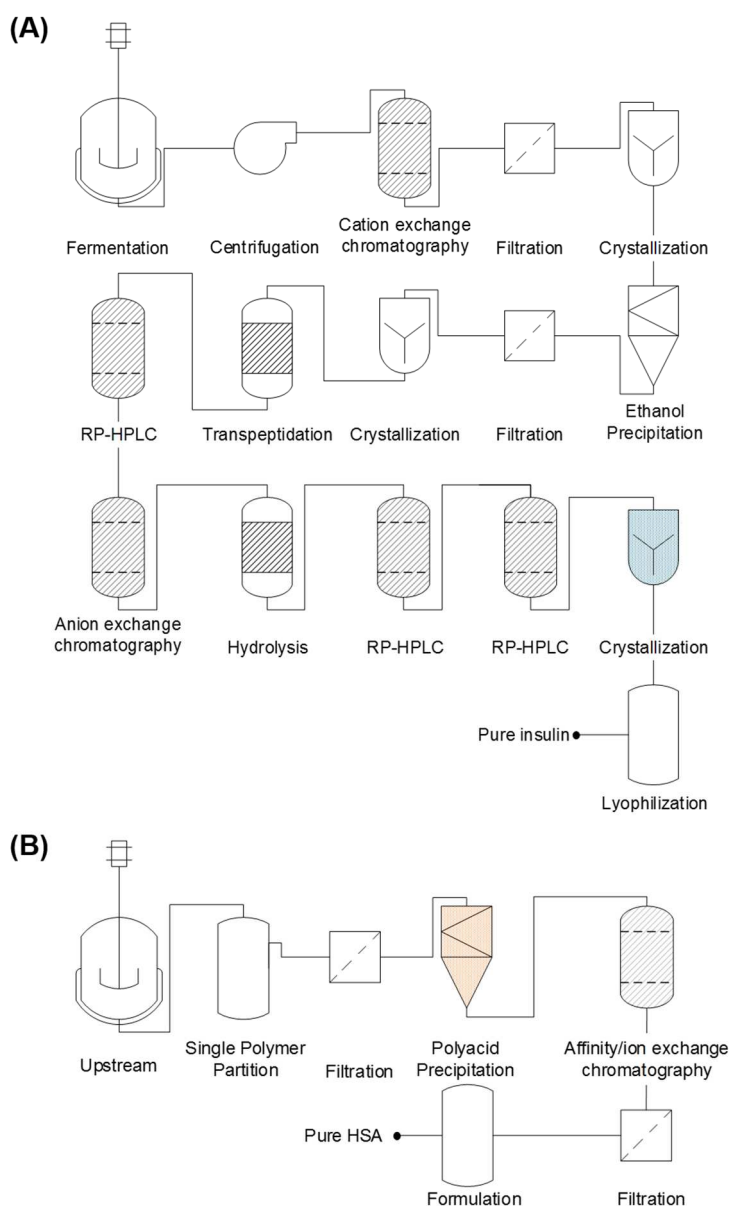 (A)
Fermentation
Centrifugation
Cation exchange
chromatography
Filtration
Crystallization
RP-HPLC
Transpeptidation
Crystallization
Filtration
Ethanol
Precipitation
Anion exchange
chromatography
Hydrolysis
RP-HPLC
RP-HPLC
Crystallization
Pure insulin
Lyophilization
(B)
Upstream
Single Polymer
Partition
Filtration
Polyacid
Precipitation
Affinity/ion exchange
chromatography
Pure HSA
Formulation
Filtration